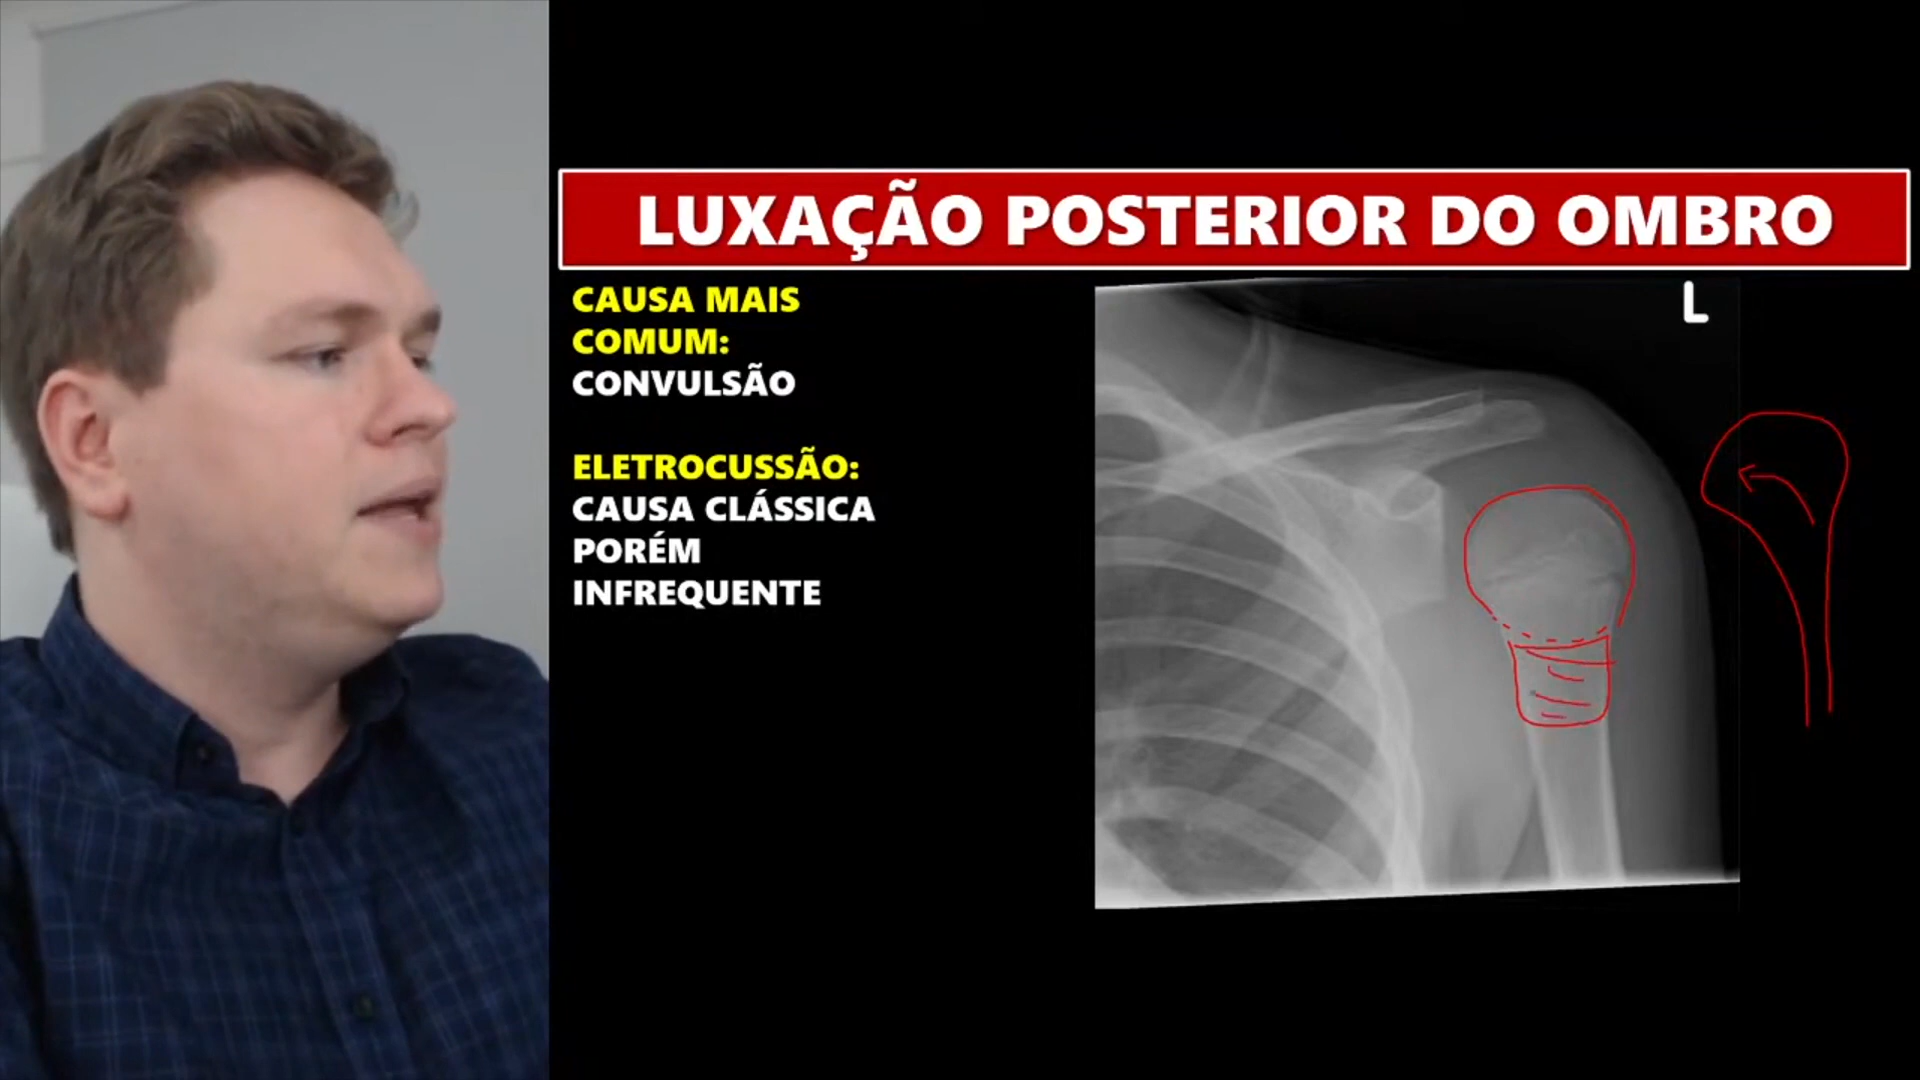 LUXAÇÃO POSTERIOR DO OMBRO
CAUSA MAIS
COMUM:
CONVULSÃO
ELETROCUSSÃO:
CAUSA CLÁSSICA
PORÉM
INFREQUENTE
L